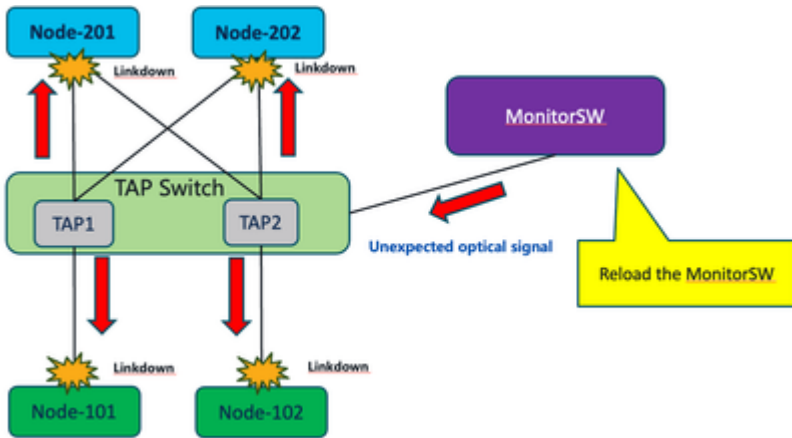 Node-201
Node-202
Linkdown
Linkdown
MonitorSW
TAP Switch
TAP1
TAP2
Unexpected optical signal
Reload the MonitorSW
Linkdown
Linkdown
Node-101
Node-102